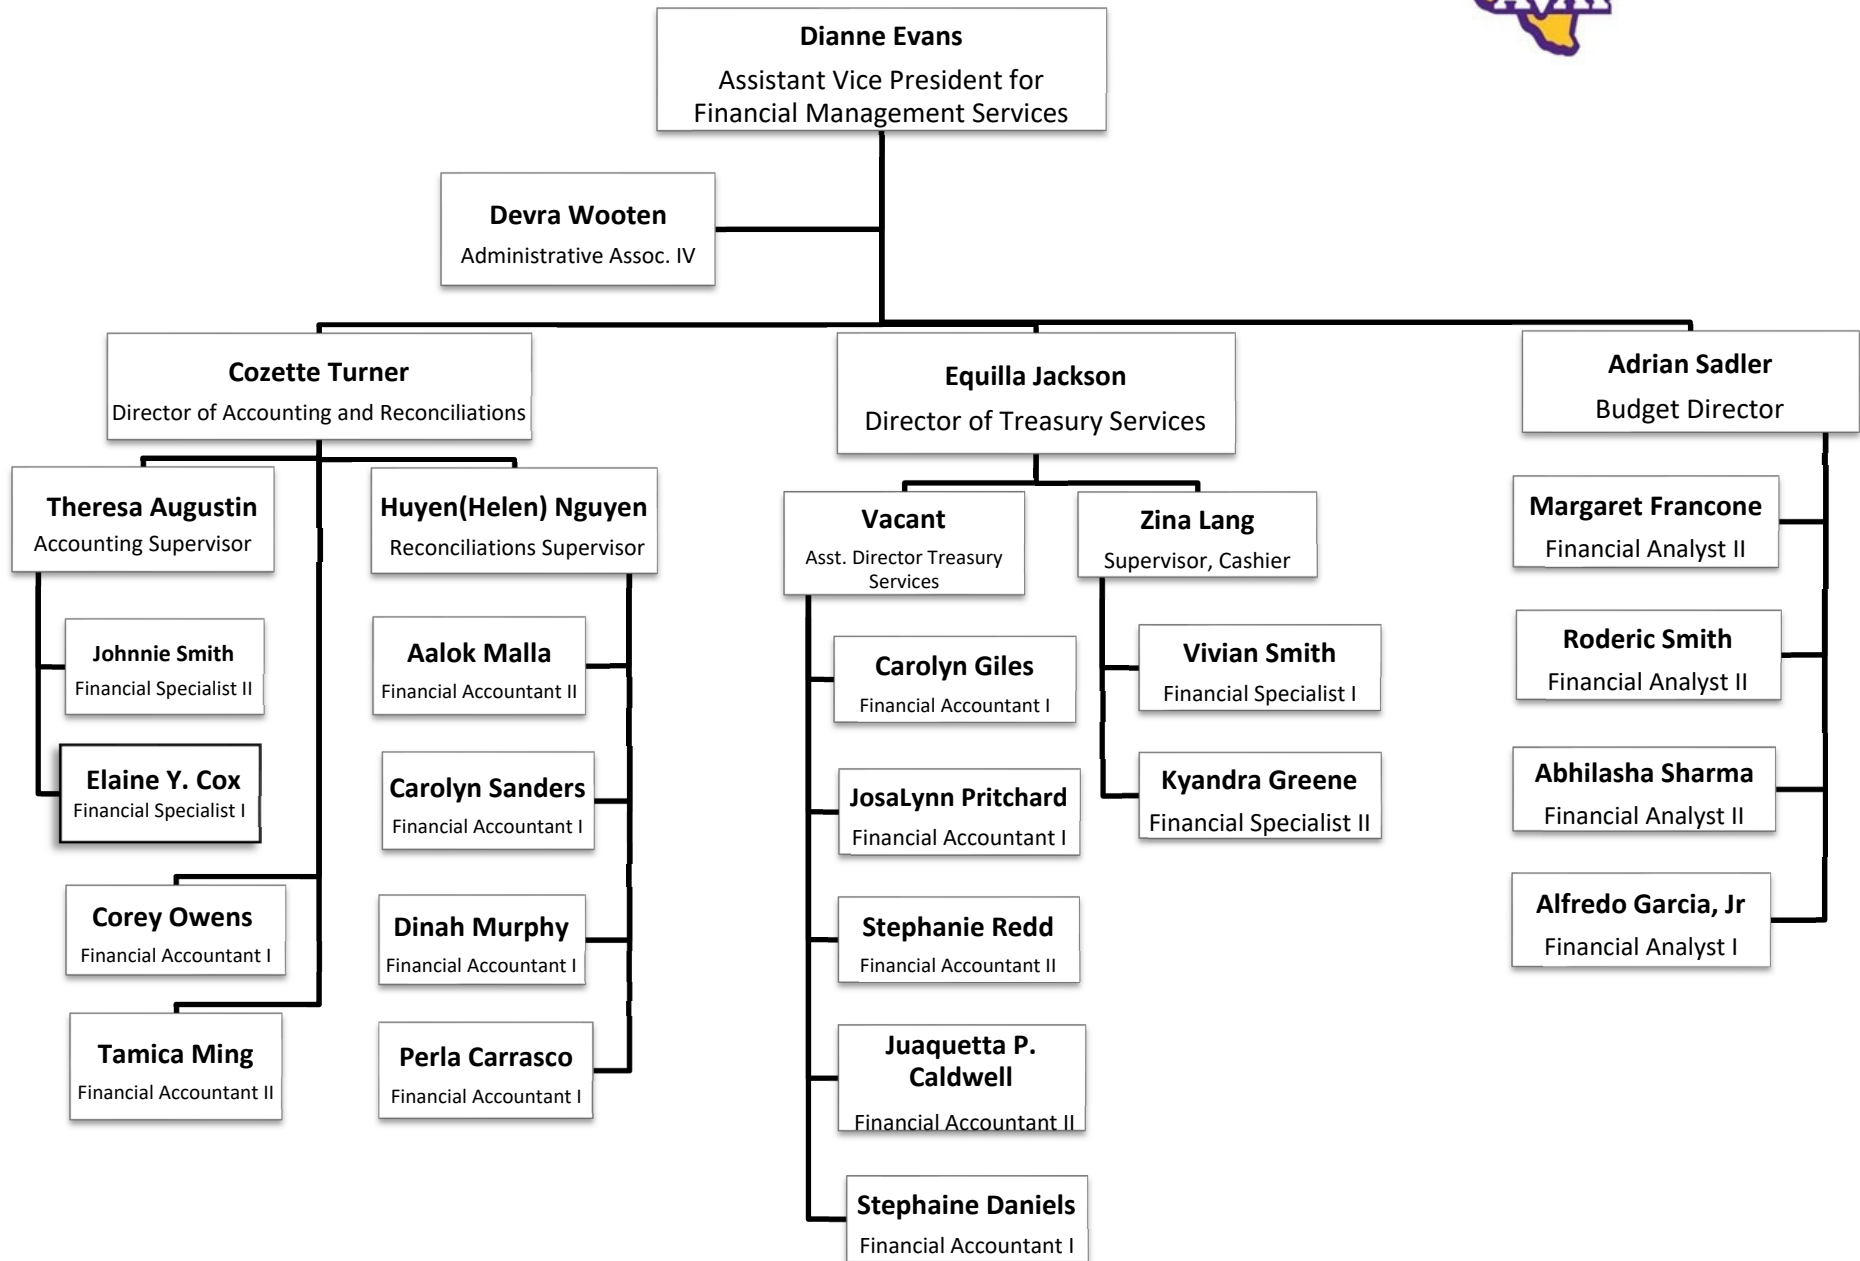 Dianne Evans
Assistant Vice President for
Financial Management Services
Devra Wooten
Administrative Assoc. IV
Cozette Turner
Director of Accounting and Reconciliations
Equilla Jackson
Director of Treasury Services
Adrian Sadler
Budget Director
Theresa Augustin
Accounting Supervisor
Johnnie Smith
Financial Specialist II
Elaine Y. Cox
Financial Specialist I
Corey Owens
Financial Accountant I
Tamica Ming
Financial Accountant II
Huyen(Helen) Nguyen
Reconciliations Supervisor
Aalok Malla
Financial Accountant II
Carolyn Sanders
Financial Accountant I
Dinah Murphy
Financial Accountant I
Perla Carrasco
Financial Accountant I
Vacant
Asst. Director Treasury
Services
Carolyn Giles
Financial Accountant I
JosaLynn Pritchard
Financial Accountant I
Stephanie Redd
Financial Accountant II
Juaquetta P.
Caldwell
Financial Accountant II
Stephaine Daniels
Financial Accountant I
Zina Lang
Supervisor, Cashier
Vivian Smith
Financial Specialist I
Kyandra Greene
Financial Specialist II
Margaret Francone
Financial Analyst II
Roderic Smith
Financial Analyst II
Abhilasha Sharma
Financial Analyst II
Alfredo Garcia, Jr
Financial Analyst I